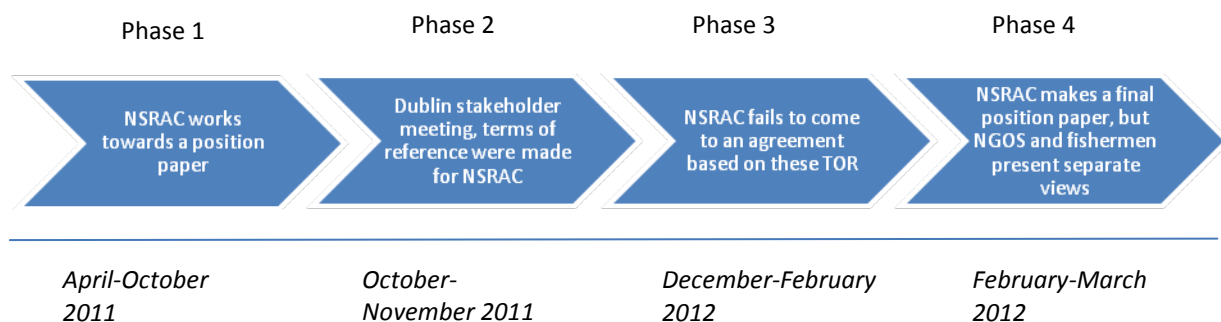 Phase 1
Phase 2
Phase 3
Phase 4
NSRAC works
towards a position
paper
Dublin stakeholder
meeting, terms of
reference were made
for NSRAC
NSRAC fails to come
to an agreement
based on these TOR
NSRAC makes a final
position paper, but
NGOS and fishermen
present separate
views
April-October
2011
October-
November 2011
December-February
2012
February-March
2012